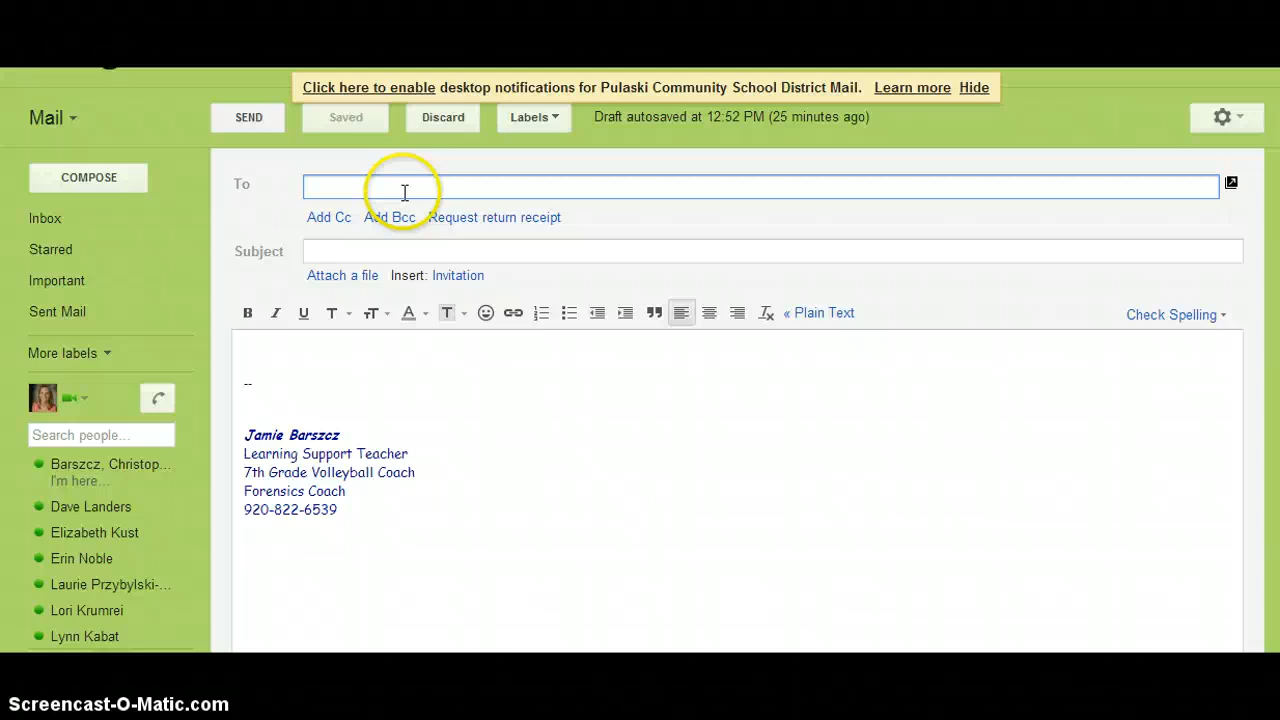 Click here to enable desktop notifications for Pulaski Community School District Mail. Learn more Hide
Mail SEND Saved Discard Labels Draft autosaved at 12:52 PM (25 minutes ago)
COMPOSE
To
Add Cc Add Bcc Request return receipt
Inbox
Starred
Subject
Attach a file Insert: Invitation
Important
Sent Mail
B I U T тT A T « Plain Text Check Spelling
More labels
--
Search people...
Jamie Barszcz
Learning Support Teacher
7th Grade Volleyball Coach
Forensics Coach
920-822-6539
Barszcz, Christop...
I'm here...
Dave Landers
Elizabeth Kust
Erin Noble
Laurie Przybylski-...
Lori Krumrei
Lynn Kabat
Screencast-O-Matic.com